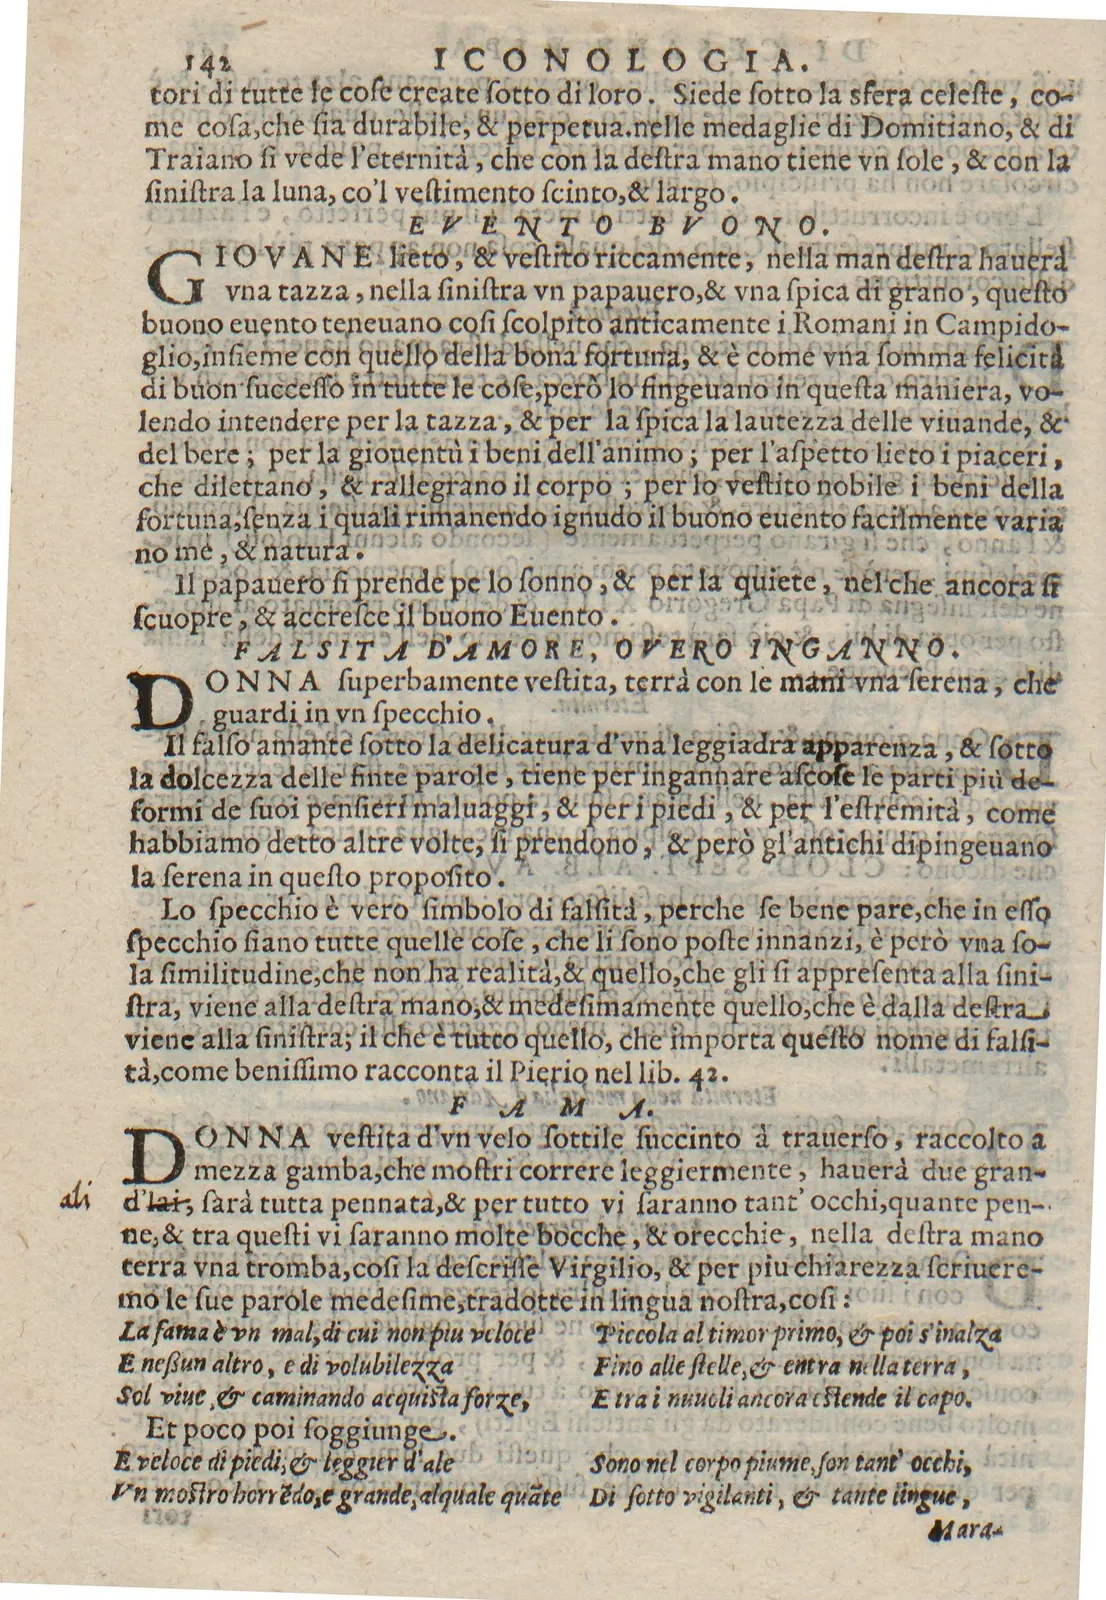 142 ICONOLOGIA.
tori di tutte le coſe create ſotto di loro. Siede ſotto la sfera celeſte, co-
me coſa,che ſia durabile, & perpetua.nelle medaglie di Domitiano, & di
Traiano ſi vede l'eternità, che con la deſtra mano tiene vn ſole, & con la
ſiniſtra la luna, co'l veſtimento ſcinto,& largo.
EVENTO BVONO.
GIOVANE lieto, & veſtito riccamente, nella man deſtra hauerà
vna tazza, nella ſiniſtra vn papauero,& vna ſpica di grano, queſto
buono euento teneuano coſi ſcolpito anticamente i Romani in Campido-
glio,inſieme con quello della bona fortuna, & è come vna ſomma felicità
di buon ſucceſſo in tutte le coſe,però lo fingeuano in queſta maniera, vo-
lendo intendere per la tazza, & per la ſpica la lautezza delle viuande, &
del bere; per la giouentù i beni dell'animo; per l'aſpetto lieto i piaceri,
che dilettano, & rallegrano il corpo; per lo veſtito nobile i beni della
fortuna,ſenza i quali rimanendo ignudo il buono euento facilmente varia
no me, & natura.
Il papauero ſi prende pe lo ſonno, & per la quiete, nel che ancora ſi
ſcuopre, & accreſce il buono Euento.
FALSITA D'AMORE, OVERO INGANNO.
DONNA ſuperbamente veſtita, terrà con le mani vna ſerena, che
guardi in vn ſpecchio.
Il falſo amante ſotto la delicatura d'vna leggiadra apparenza, & ſotto
la dolcezza delle finte parole, tiene per ingannare aſcoſe le parti più de-
formi de ſuoi penſieri maluaggi, & per i piedi, & per l'eſtremità, come
habbiamo detto altre volte, ſi prendono, & però gl'antichi dipingeuano
la ſerena in queſto propoſito.
Lo ſpecchio è vero ſimbolo di falſità, perche ſe bene pare,che in eſſo
ſpecchio ſiano tutte quelle coſe, che li ſono poſte innanzi, è però vna ſo-
la ſimilitudine,che non ha realità,& quello,che gli ſi appreſenta alla ſini-
ſtra, viene alla deſtra mano,& medeſimamente quello,che è dalla deſtra
viene alla ſiniſtra; il che è tutto quello, che importa queſto nome di falſi-
tà,come beniſſimo racconta il Pierio nel lib. 42.
FAMA.
DONNA veſtita d'vn velo ſottile ſuccinto à trauerſo, raccolto a
mezza gamba,che moſtri correre leggiermente, hauerà due gran-
ali d'lai, ſarà tutta pennata,& per tutto vi ſaranno tant' occhi,quante pen-
ne,& tra queſti vi ſaranno molte bocche, & orecchie, nella deſtra mano
terrà vna tromba,coſi la deſcriſſe Virgilio, & per piu chiarezza ſcriuere-
mo le ſue parole medeſime,tradotte in lingua noſtra,coſi:
La fama è vn mal,di cui non piu veloce
E neßun altro, e di volubilezza
Sol viue, & caminando acquiſta forze,
Piccola al timor primo, & poi s'inalza
Fino alle ſtelle,& entra nella terra,
E tra i nuuoli ancora eſtende il capo.
Et poco poi ſoggiunge.
E veloce di piedi, & leggier d'ale
Vn moſtro horrẽdo,e grande,alquale quãte
Sono nel corpo piume,ſon tant' occhi,
Di ſotto vigilanti, & tante lingue,
Mara-